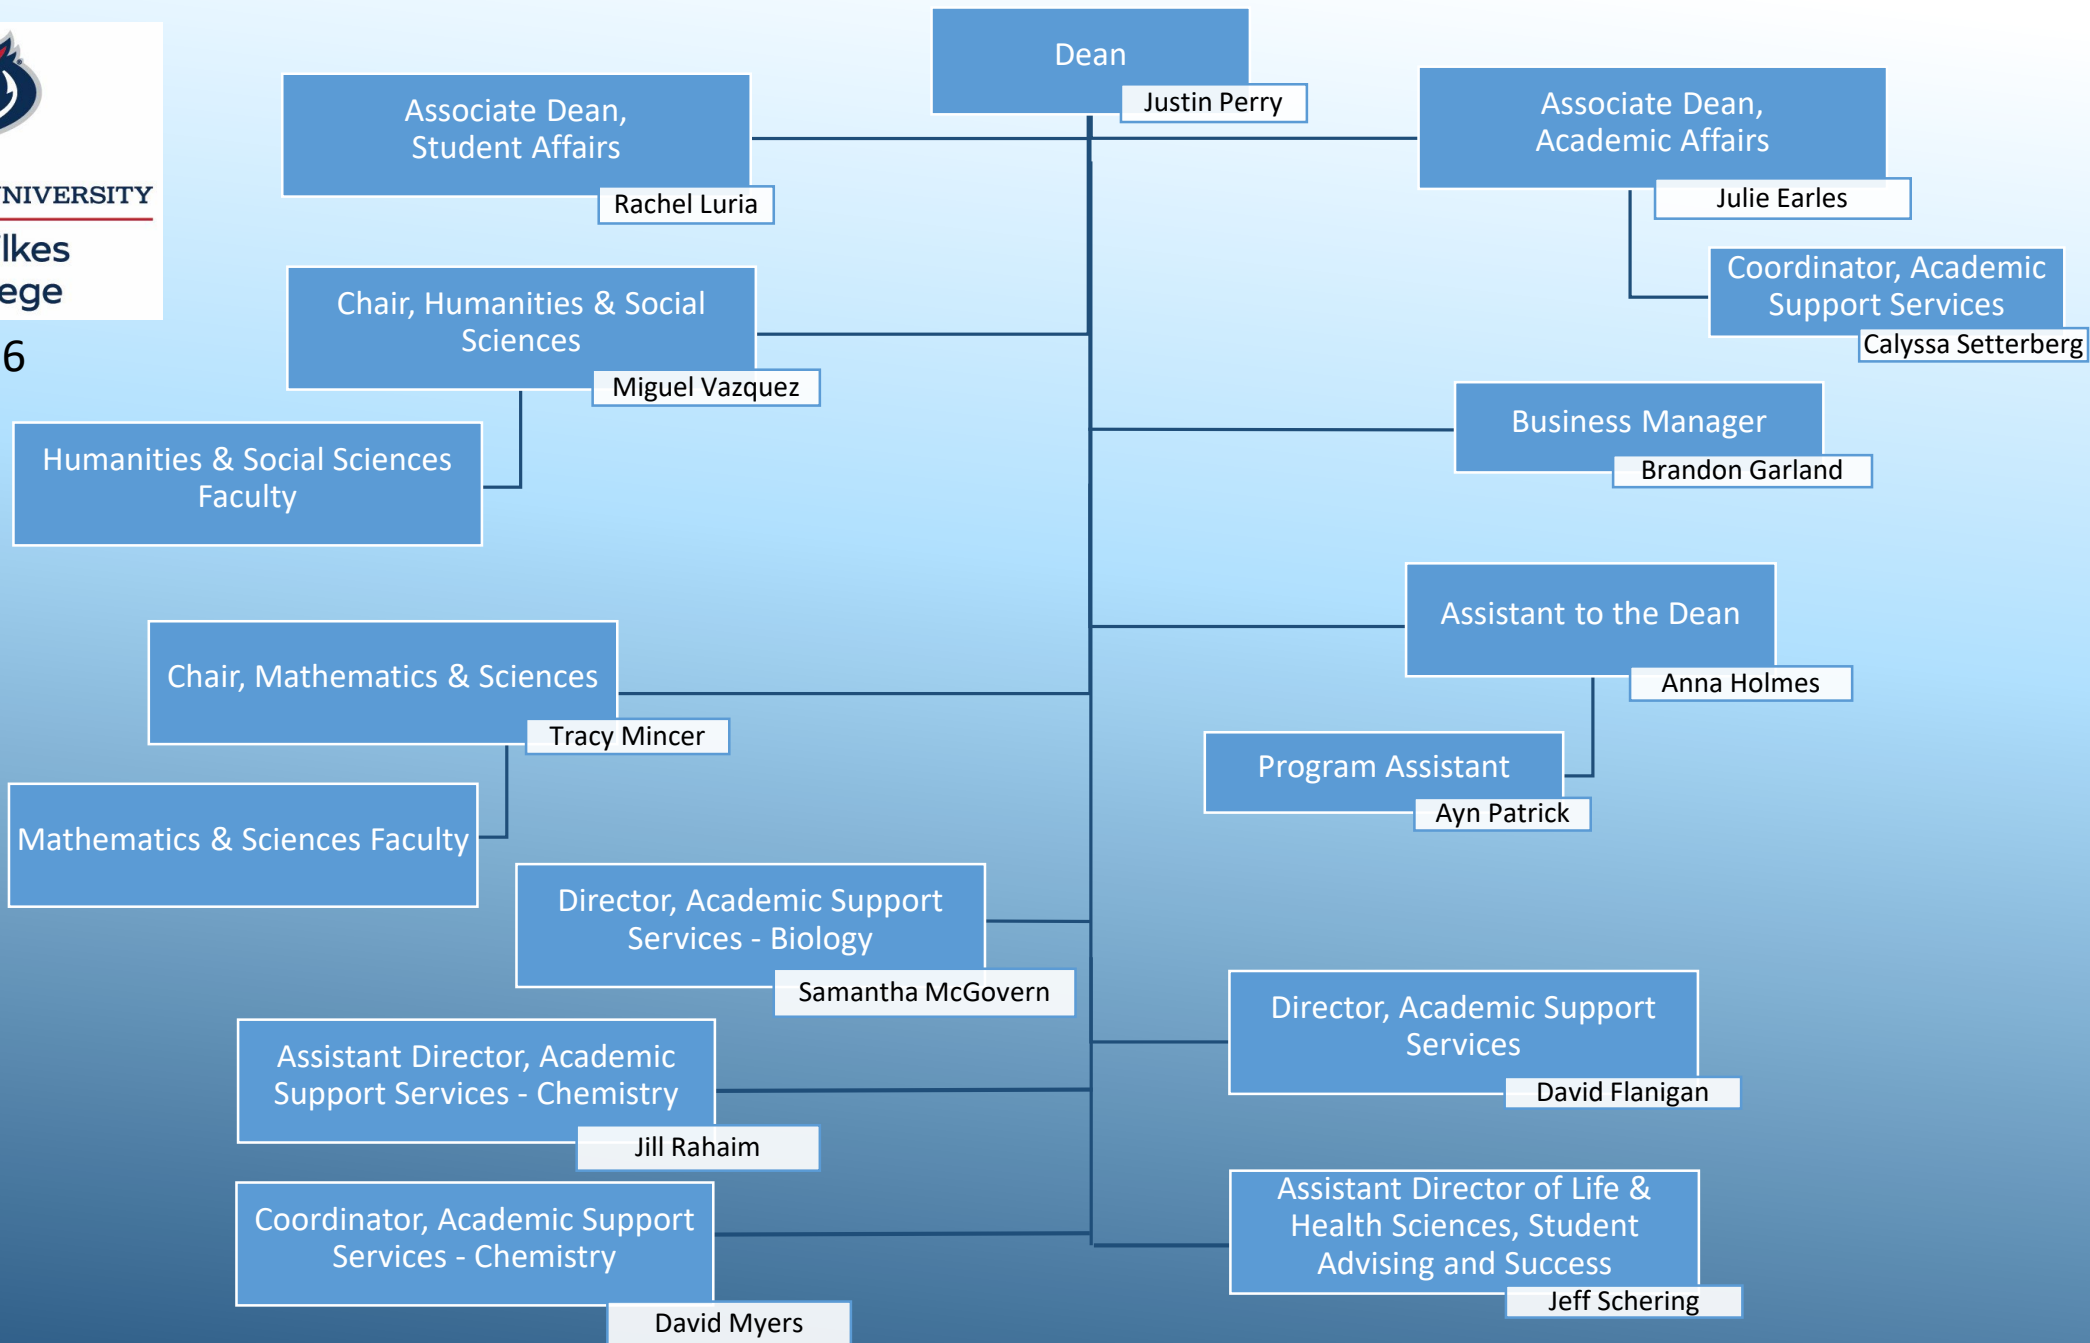 Dean
Justin Perry
Associate Dean,
Student Affairs
Rachel Luria
Associate Dean,
Academic Affairs
Julie Earles
Coordinator, Academic
Support Services
Calyssa Setterberg
Chair, Humanities & Social
Sciences
Miguel Vazquez
Humanities & Social Sciences
Faculty
Business Manager
Brandon Garland
Assistant to the Dean
Anna Holmes
Program Assistant
Ayn Patrick
Chair, Mathematics & Sciences
Tracy Mincer
Mathematics & Sciences Faculty
Director, Academic Support
Services - Biology
Samantha McGovern
Director, Academic Support
Services
David Flanigan
Assistant Director, Academic
Support Services - Chemistry
Jill Rahaim
Coordinator, Academic Support
Services - Chemistry
David Myers
Assistant Director of Life &
Health Sciences, Student
Advising and Success
Jeff Schering
NIVERSITY
lkes
ege
6